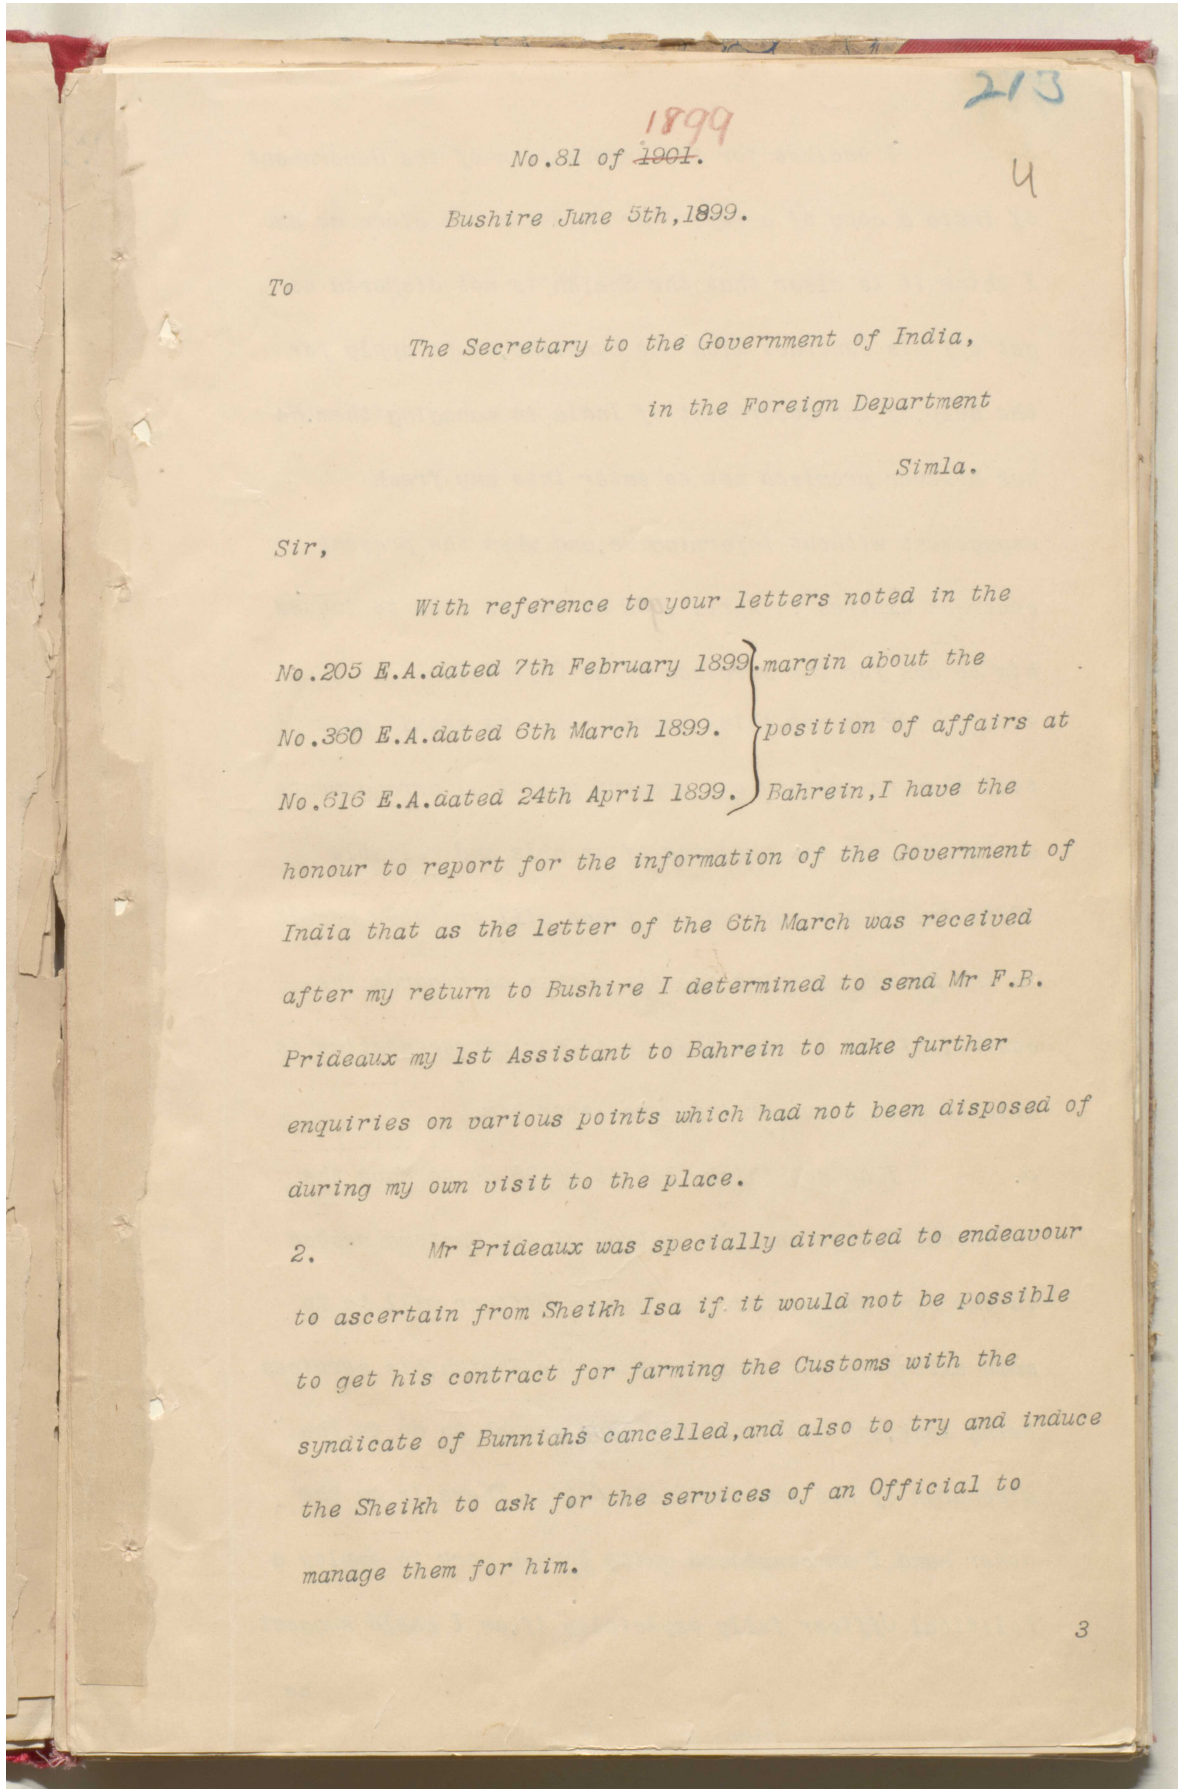 213
1899
No.81 of 1901.
4
Bushire June 5th,1899.
To
The Secretary to the Government of India,
in the Foreign Department
Simla.
Sir,
With reference to your letters noted in the
No.205 E.A.dated 7th February 1899. margin about the
No.360 E.A.dated 6th March 1899. position of affairs at
No.616 E.A.dated 24th April 1899. Bahrein,I have the
honour to report for the information of the Government of
India that as the letter of the 6th March was received
after my return to Bushire I determined to send Mr F.B.
Prideaux my 1st Assistant to Bahrein to make further
enquiries on various points which had not been disposed of
during my own visit to the place.
2. Mr Prideaux was specially directed to endeavour
to ascertain from Sheikh Isa if it would not be possible
to get his contract for farming the Customs with the
syndicate of Bunniahs cancelled,and also to try and induce
the Sheikh to ask for the services of an Official to
manage them for him.
3